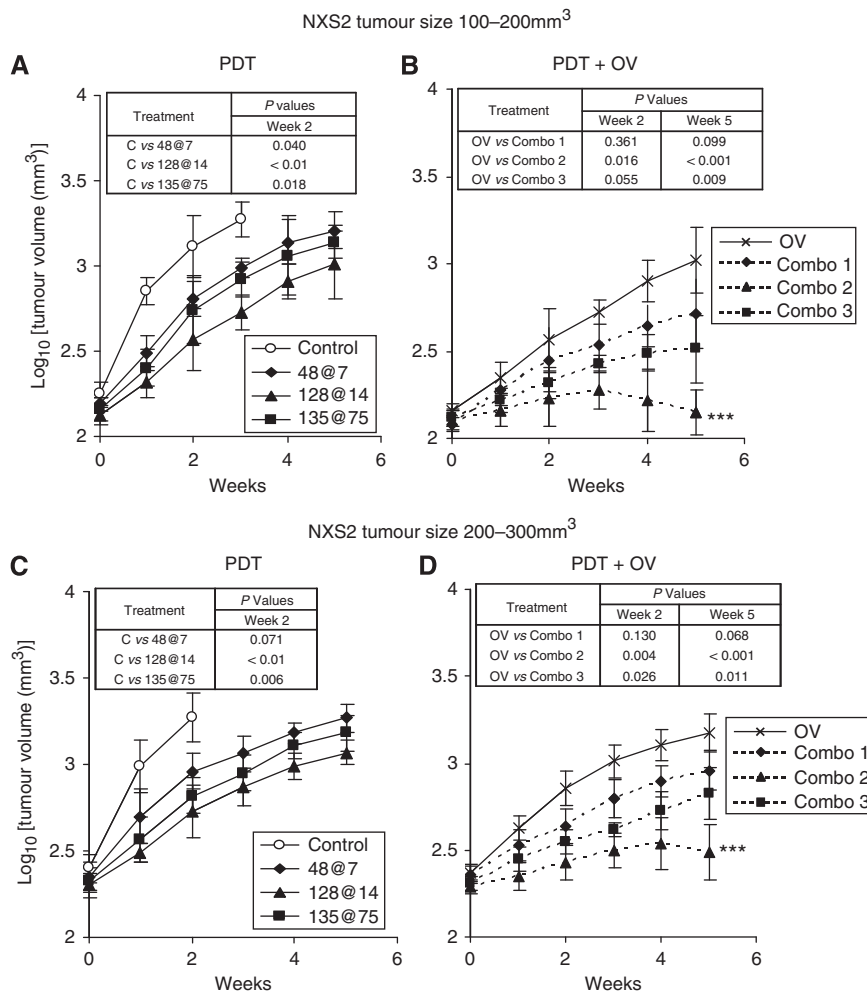 NXS2 tumour size 100–200mm³
A
PDT
Log₁₀ [tumour volume (mm³)]
4
3.5
3
2.5
2
0
2
4
6
Weeks
Treatment
P values
Week 2
C vs 48@7 0.040
C vs 128@14 < 0.01
C vs 135@75 0.018
Control
48@7
128@14
135@75
B
PDT + OV
4
3.5
3
2.5
2
0
2
4
6
Weeks
Treatment
P Values
Week 2 Week 5
OV vs Combo 1 0.361 0.099
OV vs Combo 2 0.016 < 0.001
OV vs Combo 3 0.055 0.009
OV
Combo 1
Combo 2
Combo 3
***
NXS2 tumour size 200–300mm³
C
PDT
Log₁₀ [tumour volume (mm³)]
4
3.5
3
2.5
2
0
2
4
6
Weeks
Treatment
P Values
Week 2
C vs 48@7 0.071
C vs 128@14 < 0.01
C vs 135@75 0.006
Control
48@7
128@14
135@75
D
PDT + OV
4
3.5
3
2.5
2
0
2
4
6
Weeks
Treatment
P Values
Week 2 Week 5
OV vs Combo 1 0.130 0.068
OV vs Combo 2 0.004 < 0.001
OV vs Combo 3 0.026 0.011
OV
Combo 1
Combo 2
Combo 3
***